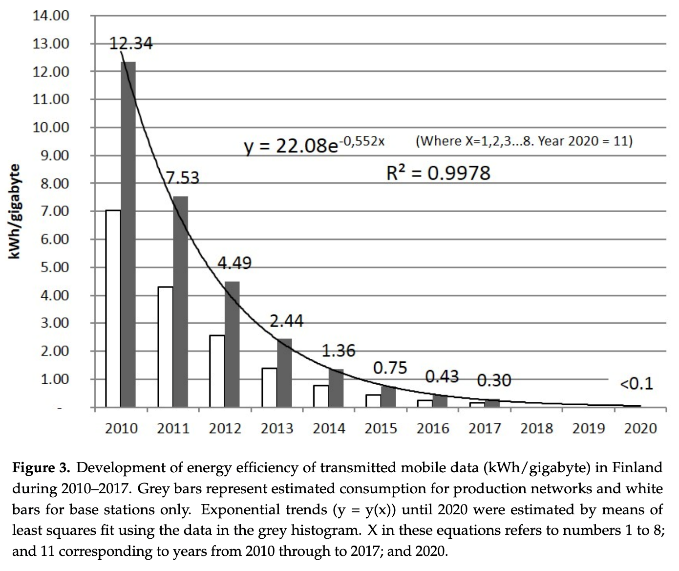 14.00
13.00
12.34
12.00
11.00
10.00
y = 22.08e-0,552x (Where X=1,2,3...8. Year 2020 = 11)
9.00
R² = 0.9978
8.00
7.53
7.00
6.00
5.00
4.49
4.00
3.00
2.44
2.00
1.36
1.00
0.75
0.43
0.30
<0.1
-
kWh/gigabyte
2010 2011 2012 2013 2014 2015 2016 2017 2018 2019 2020
Figure 3. Development of energy efficiency of transmitted mobile data (kWh/gigabyte) in Finland
during 2010–2017. Grey bars represent estimated consumption for production networks and white
bars for base stations only. Exponential trends (y = y(x)) until 2020 were estimated by means of
least squares fit using the data in the grey histogram. X in these equations refers to numbers 1 to 8;
and 11 corresponding to years from 2010 through to 2017; and 2020.